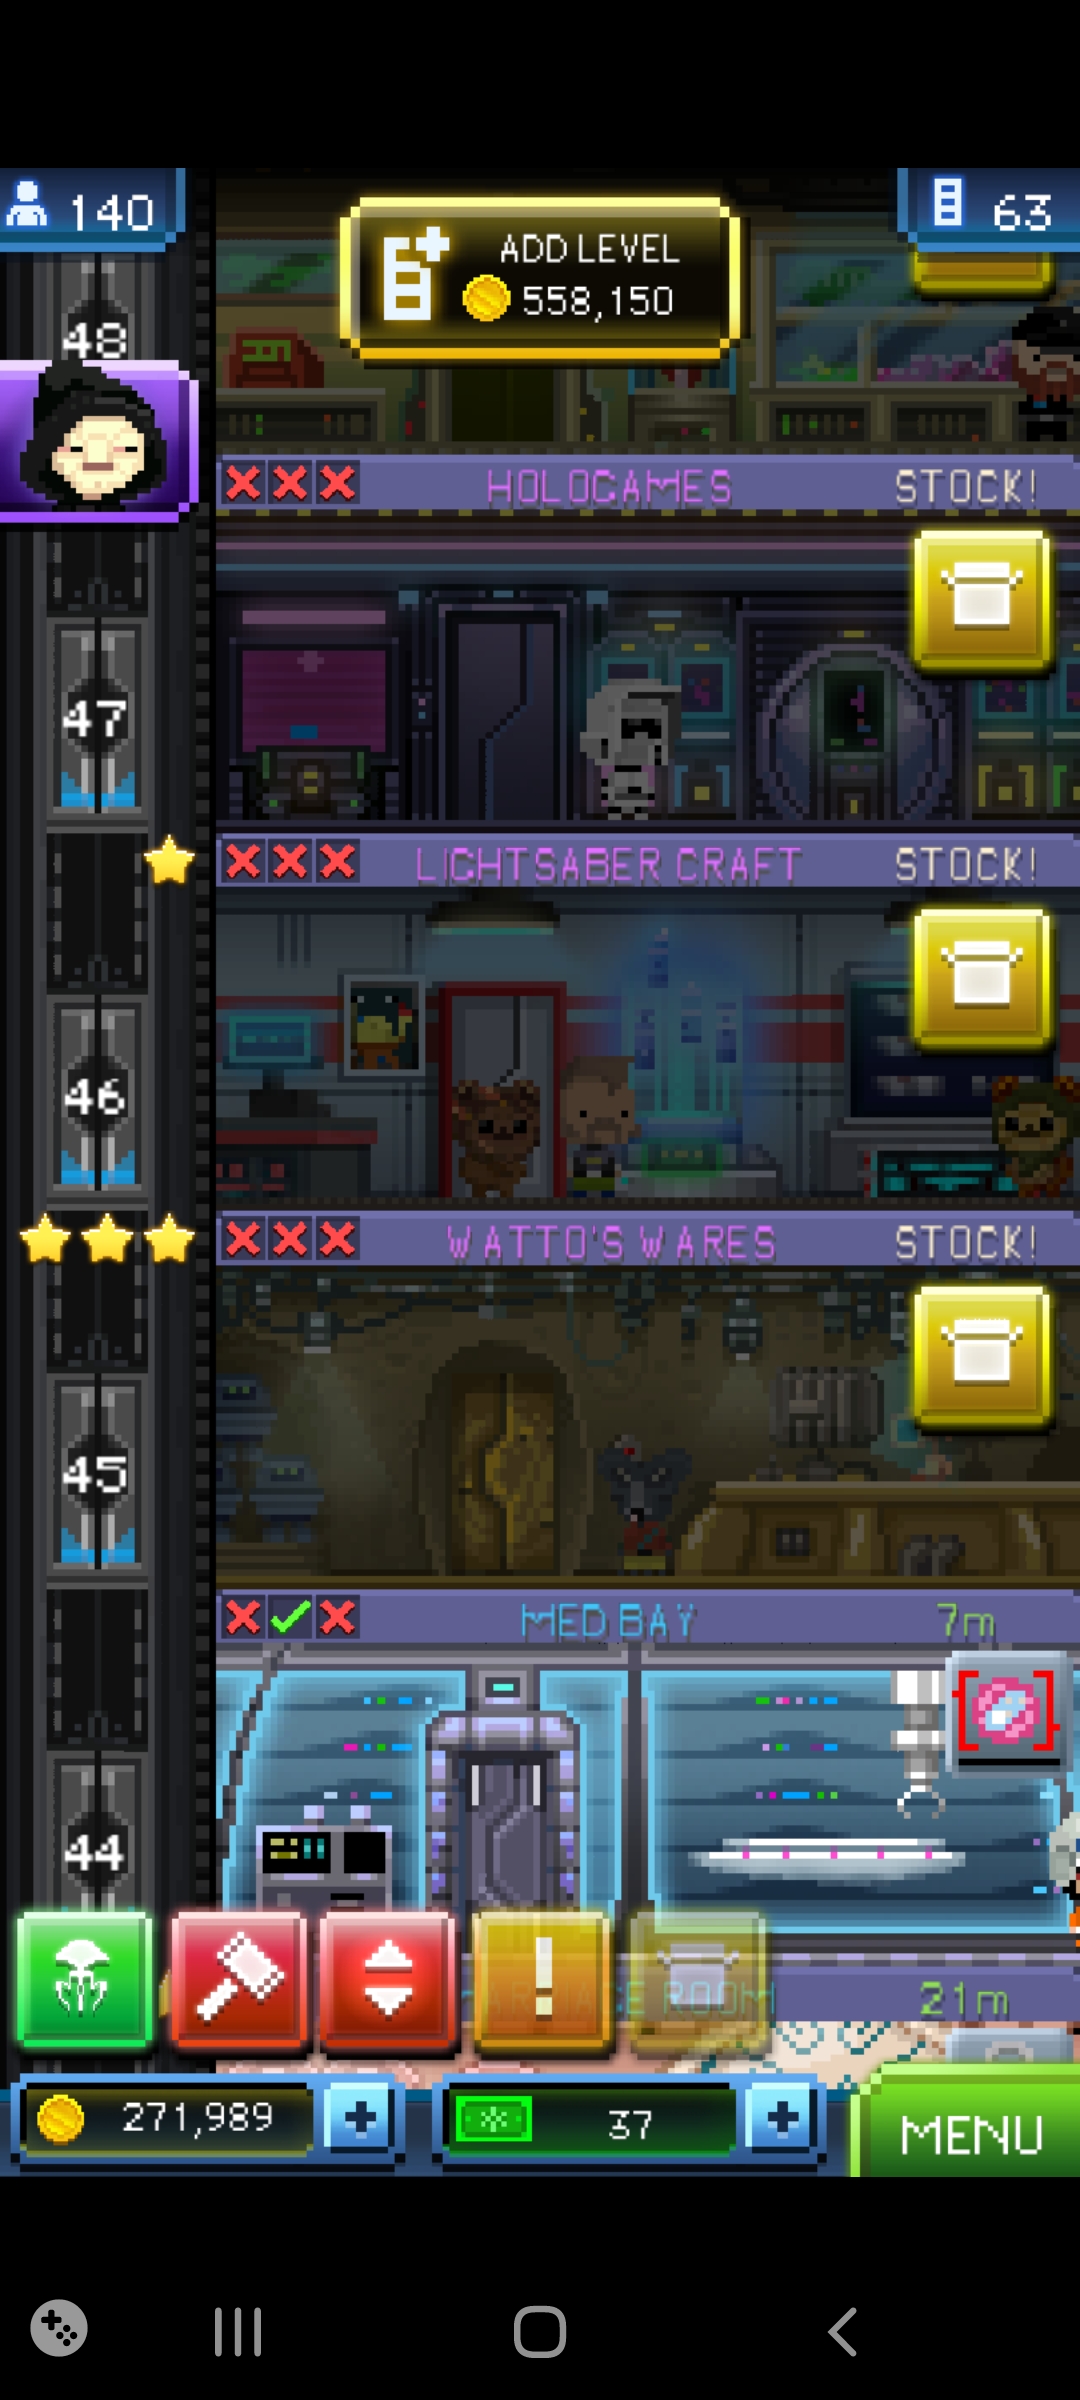 140
ADD LEVEL
558,150
63
48
HOLOGAMES STOCK!
47
LIGHTSABER CRAFT STOCK!
46
WATTO'S WARES STOCK!
45
MED BAY 7m
44
ROOM 21m
271,989
37
MENU